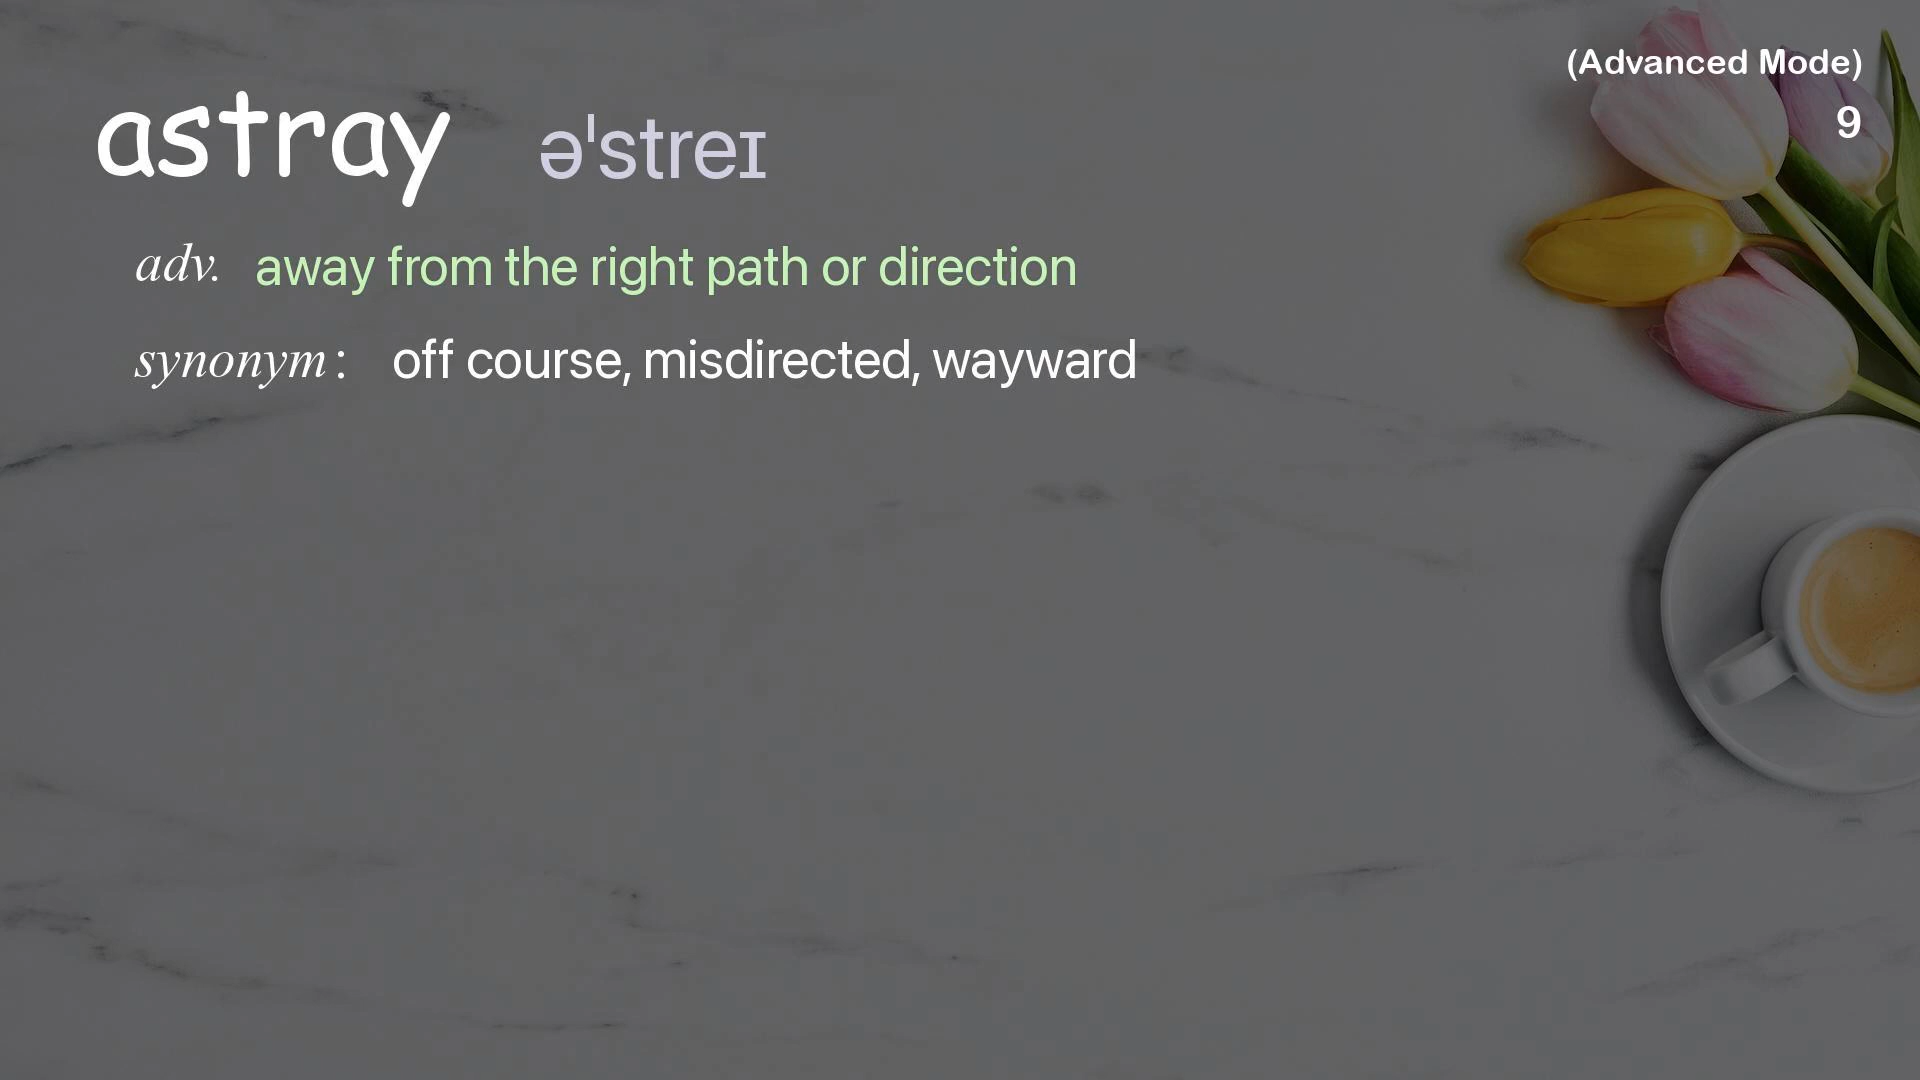 (Advanced Mode)
9
astray əˈstreɪ
adv. away from the right path or direction
synonym: off course, misdirected, wayward